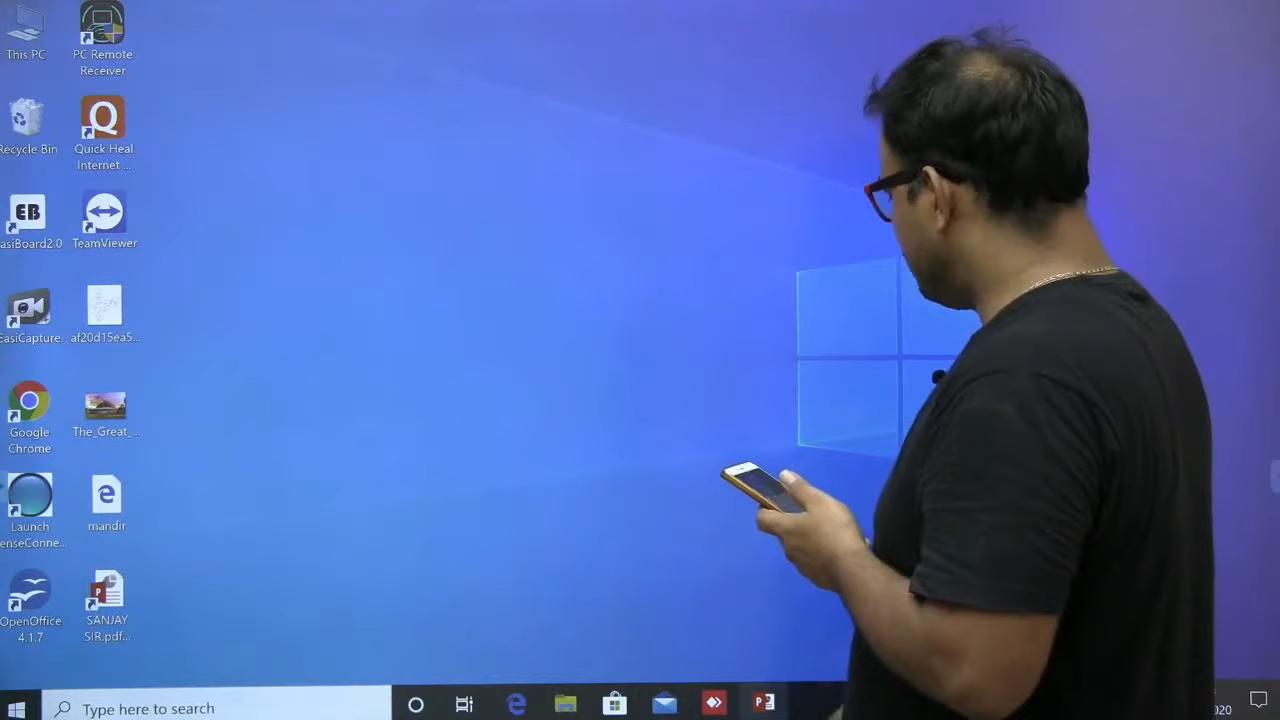 This PC
PC Remote
Receiver
Recycle Bin
Quick Heal
Internet ...
EB
asiBoard2.0
TeamViewer
EasiCapture
af20d15ea5...
Google
Chrome
The_Great_...
Launch
enseConne...
mandir
OpenOffice
4.1.7
SANJAY
SIR.pdf...
Type here to search
020